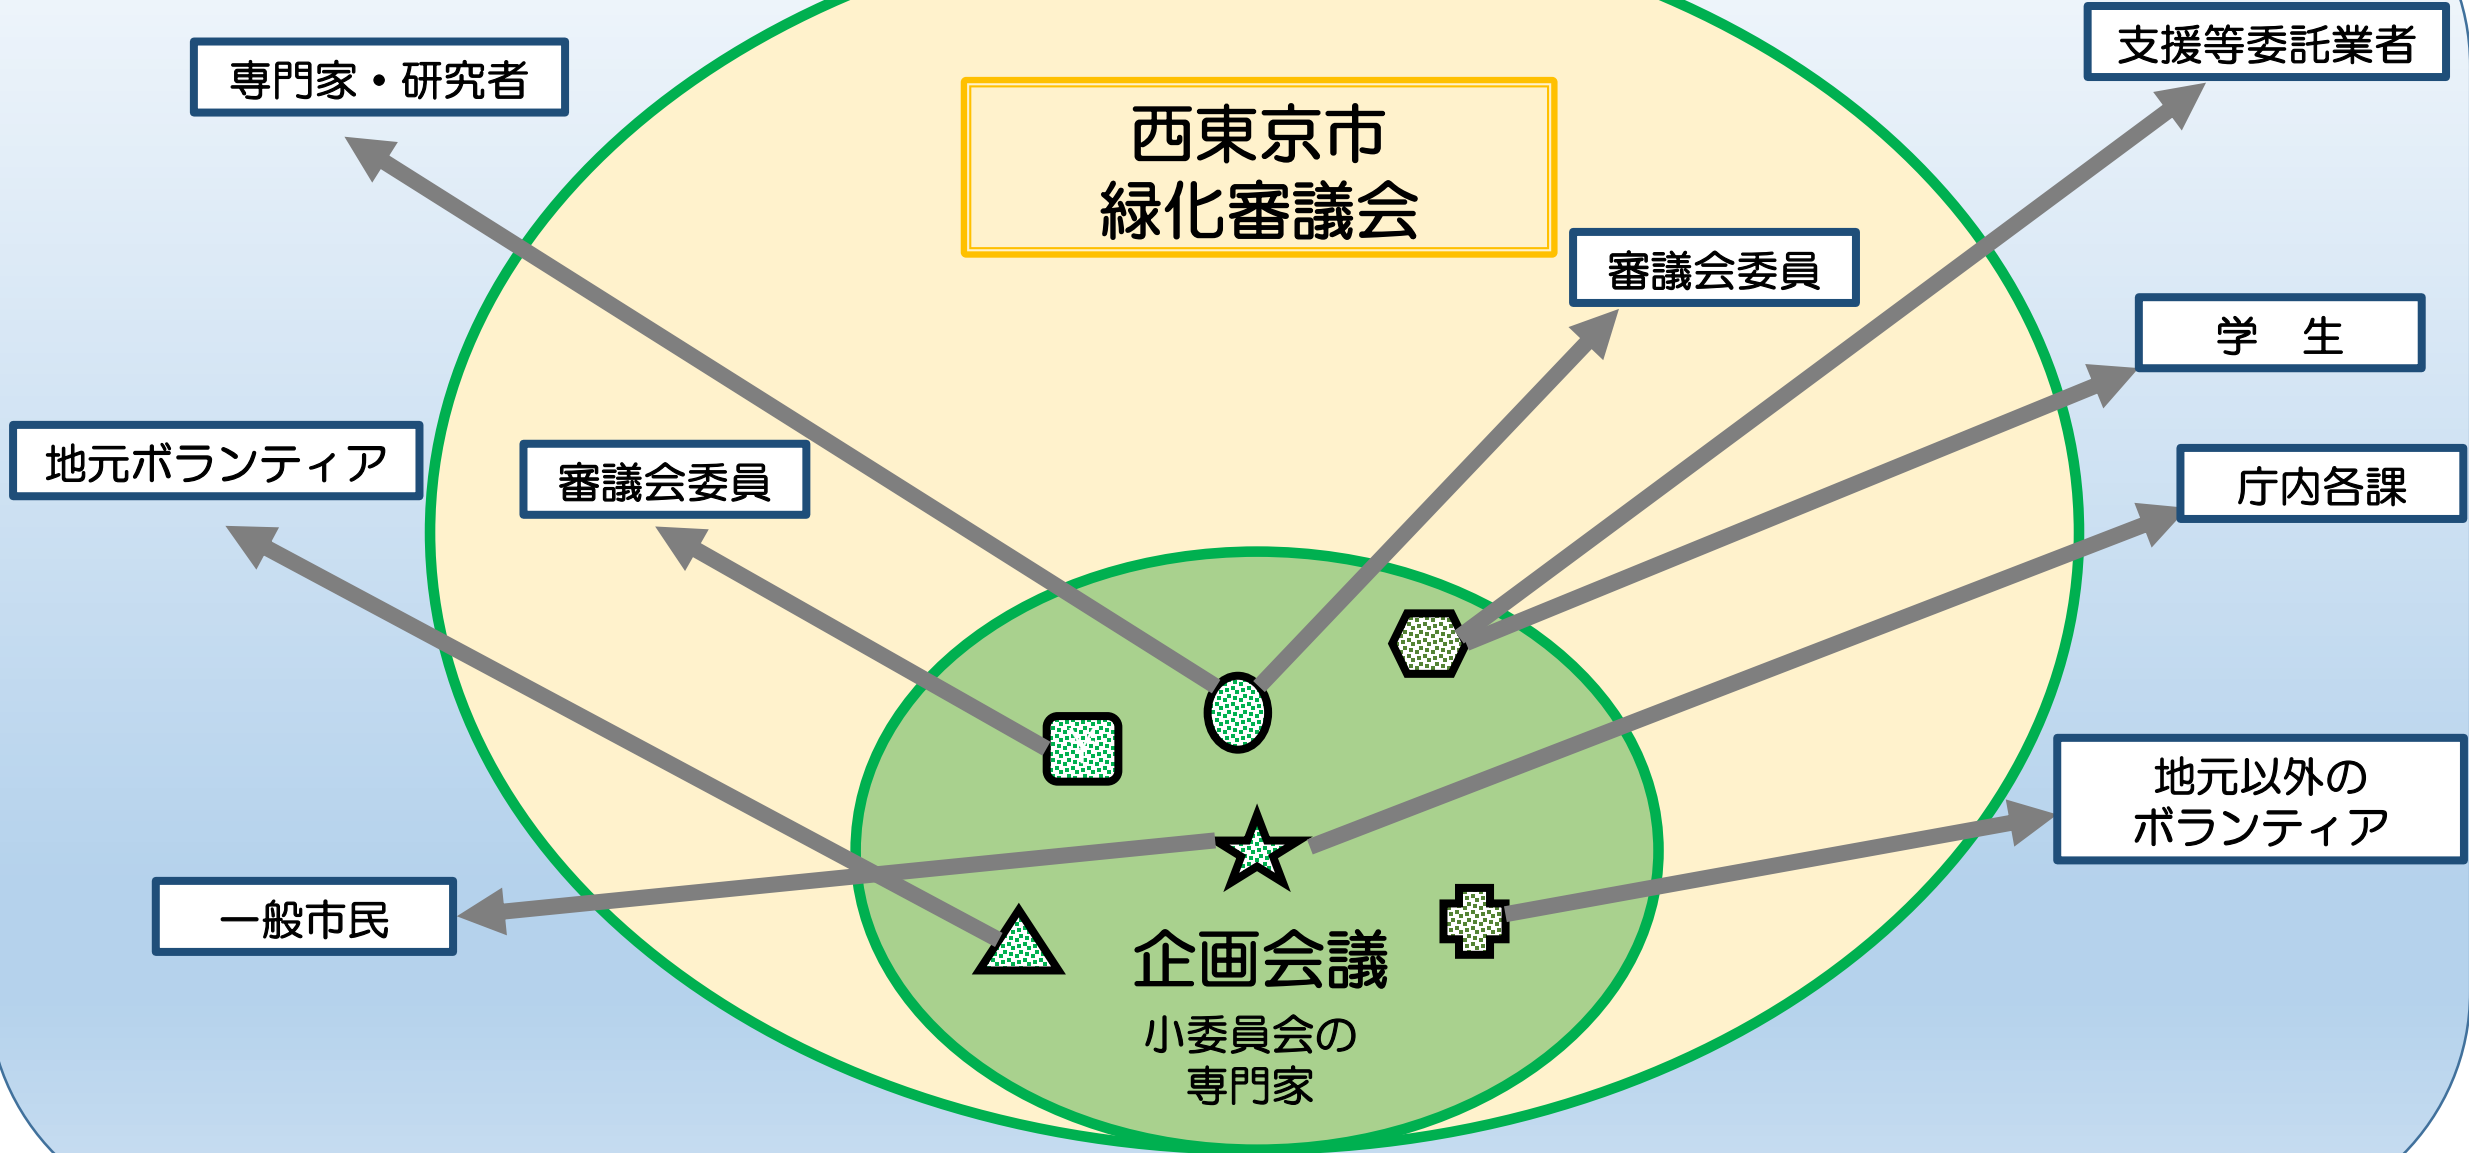 支援等委託業者
専門家・研究者
西東京市
緑化審議会
審議会委員
学　生
地元ボランティア
審議会委員
庁内各課
地元以外の
ボランティア
一般市民
企画会議
小委員会の
専門家